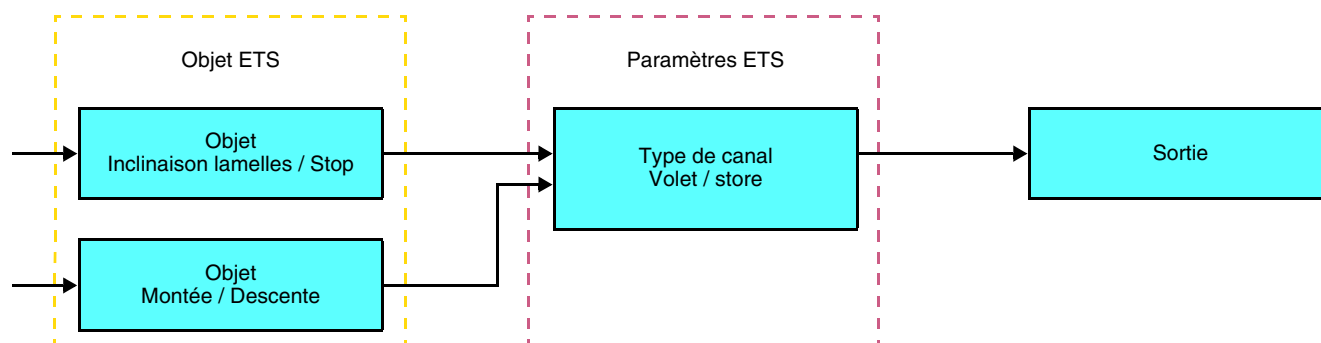 Objet ETS
Paramètres ETS
Objet
Inclinaison lamelles / Stop
Type de canal
Volet / store
Sortie
Objet
Montée / Descente